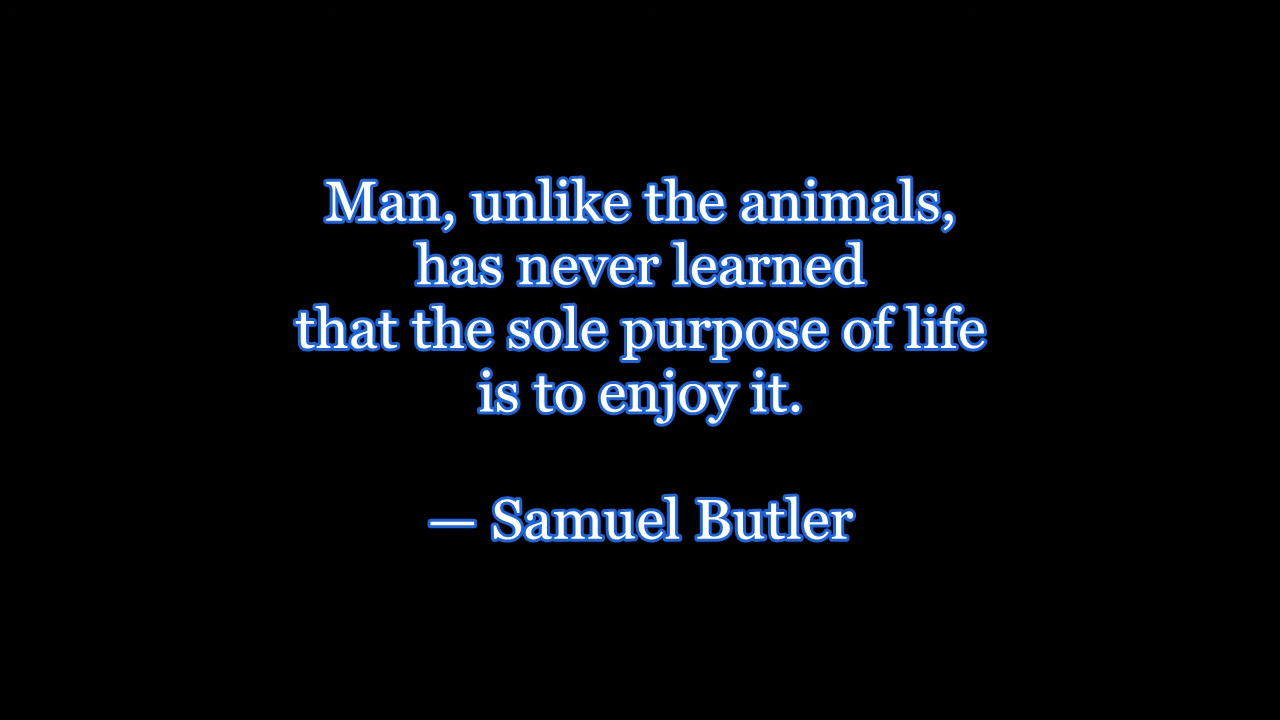 Man, unlike the animals,
has never learned
that the sole purpose of life
is to enjoy it.
— Samuel Butler